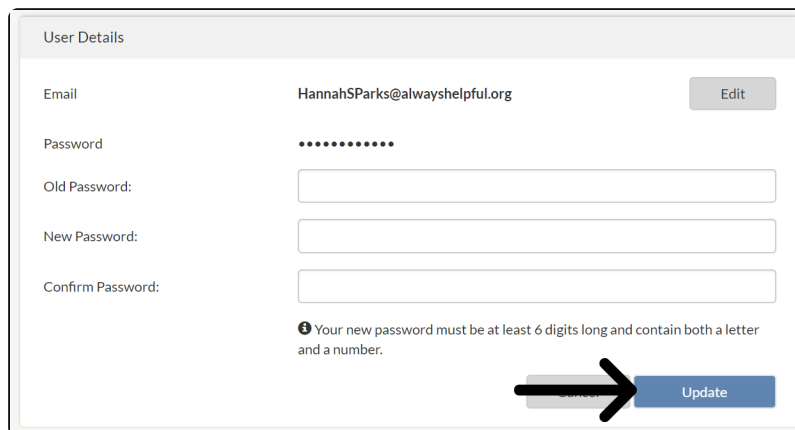 User Details
Email HannahSParks@alwayshelpful.org Edit
Password ••••••••••••
Old Password:
New Password:
Confirm Password:
Your new password must be at least 6 digits long and contain both a letter
and a number.
Update